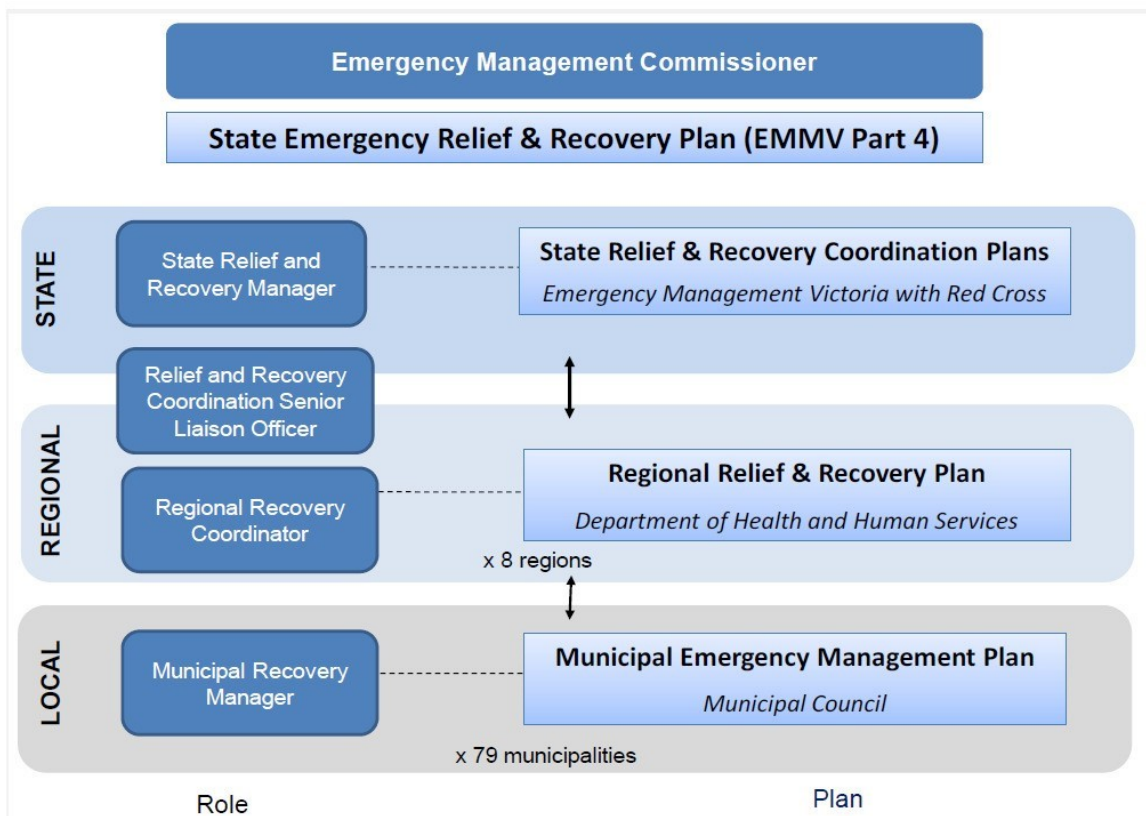 Emergency Management Commissioner
State Emergency Relief & Recovery Plan (EMMV Part 4)
STATE
State Relief and
Recovery Manager
State Relief & Recovery Coordination Plans
Emergency Management Victoria with Red Cross
Relief and Recovery
Coordination Senior
Liaison Officer
REGIONAL
Regional Recovery
Coordinator
Regional Relief & Recovery Plan
Department of Health and Human Services
x 8 regions
LOCAL
Municipal Recovery
Manager
Municipal Emergency Management Plan
Municipal Council
x 79 municipalities
Role
Plan